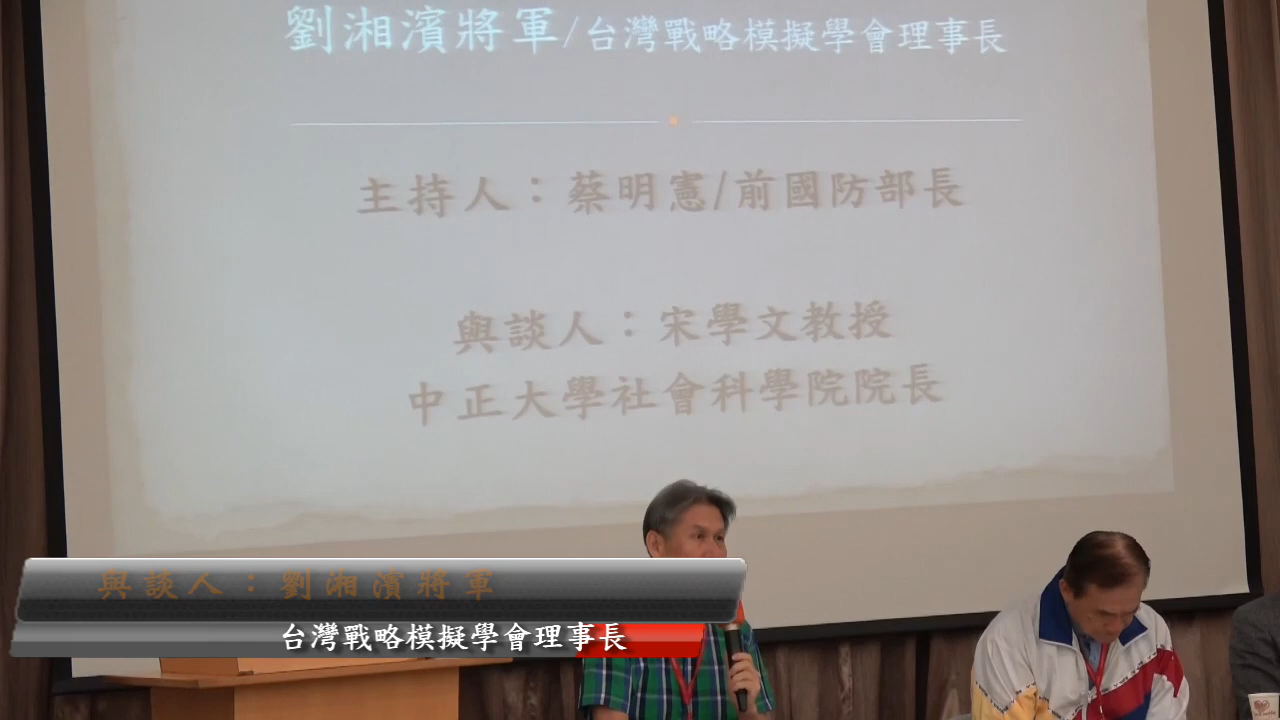 劉湘濱將軍/台灣戰略模擬學會理事長
主持人：蔡明憲/前國防部長
與談人：宋學文教授
中正大學社會科學院院長
與談人：劉湘濱將軍
台灣戰略模擬學會理事長